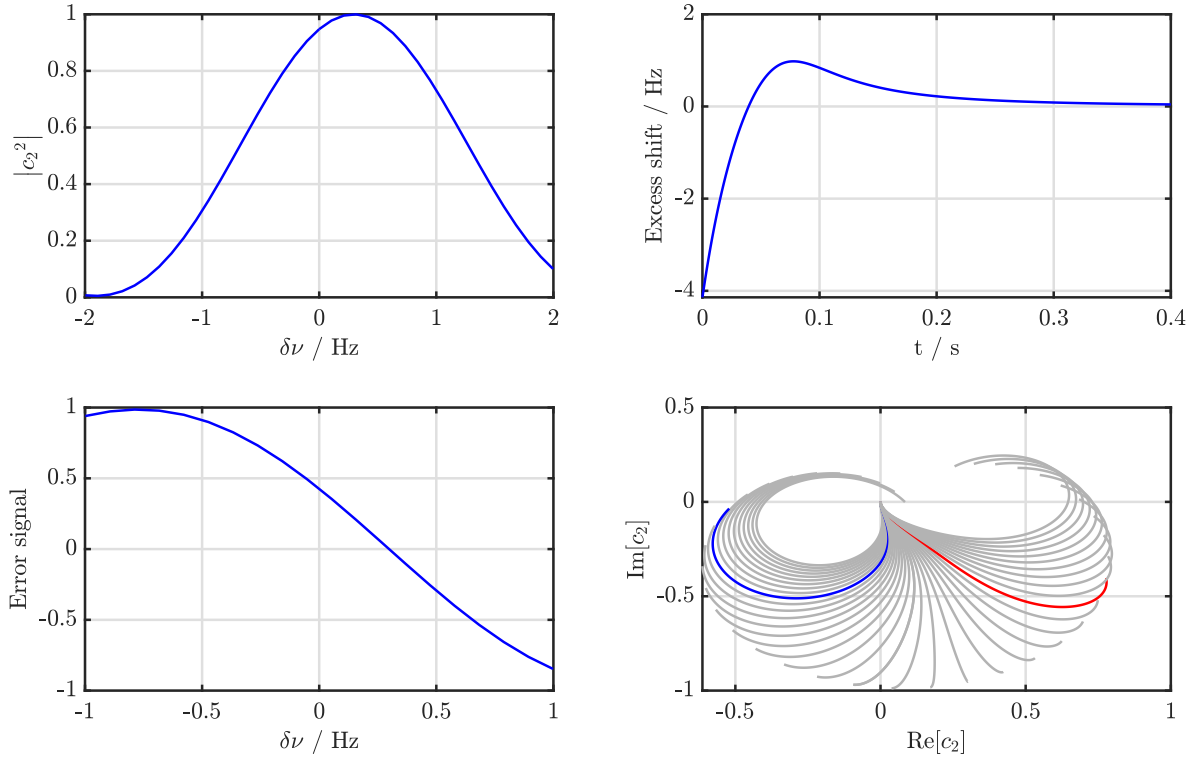 1
0.8
0.6
0.4
0.2
0
-2 -1 0 1 2
|c₂²|
δν / Hz
2
0
-2
-4
0 0.1 0.2 0.3 0.4
Excess shift / Hz
t / s
1
0.5
0
-0.5
-1
-1 -0.5 0 0.5 1
Error signal
δν / Hz
0.5
0
-0.5
-1
-0.5 0 0.5 1
Im[c₂]
Re[c₂]